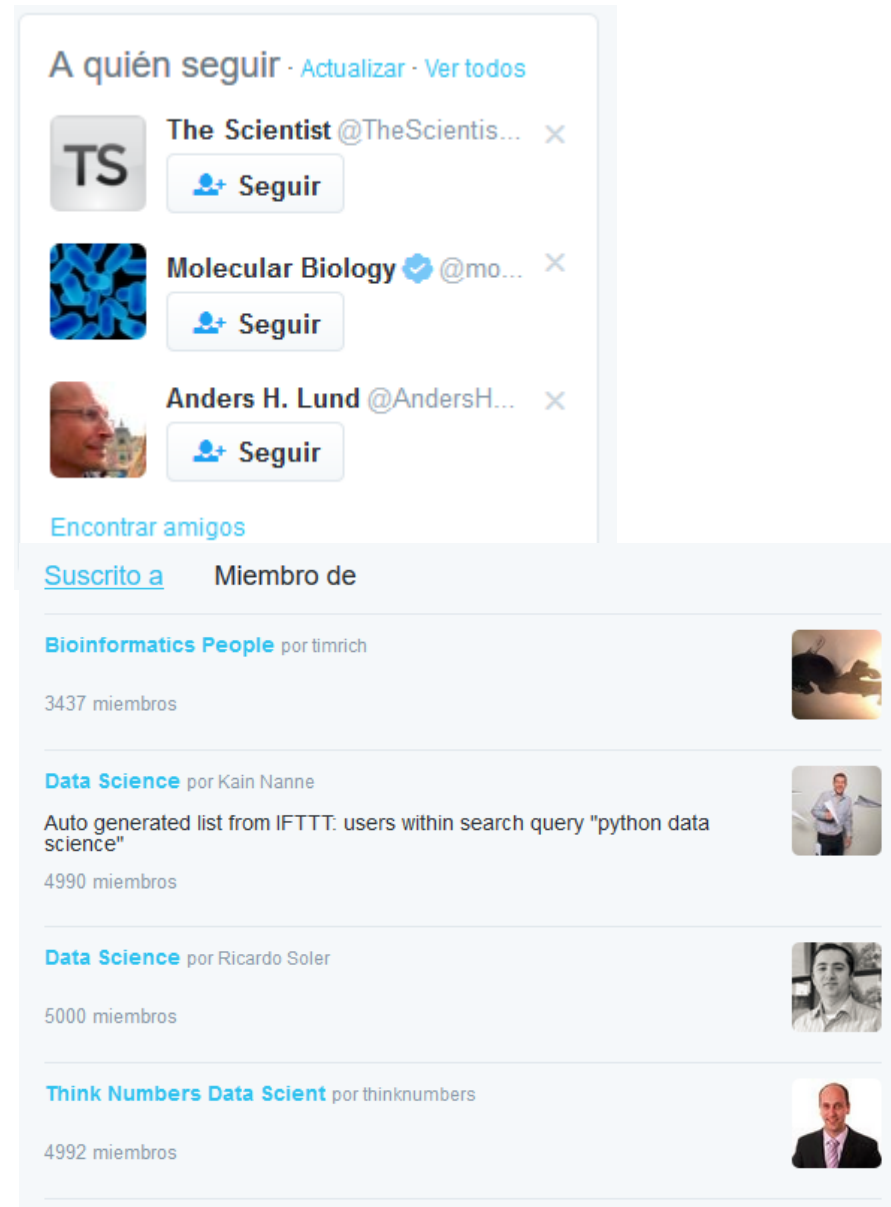 A quién seguir · Actualizar · Ver todos
TS
The Scientist @TheScientis...
Seguir
Molecular Biology @mo...
Seguir
Anders H. Lund @AndersH...
Seguir
Encontrar amigos
Suscrito a Miembro de
Bioinformatics People por timrich
3437 miembros
Data Science por Kain Nanne
Auto generated list from IFTTT: users within search query "python data
science"
4990 miembros
Data Science por Ricardo Soler
5000 miembros
Think Numbers Data Scient por thinknumbers
4992 miembros